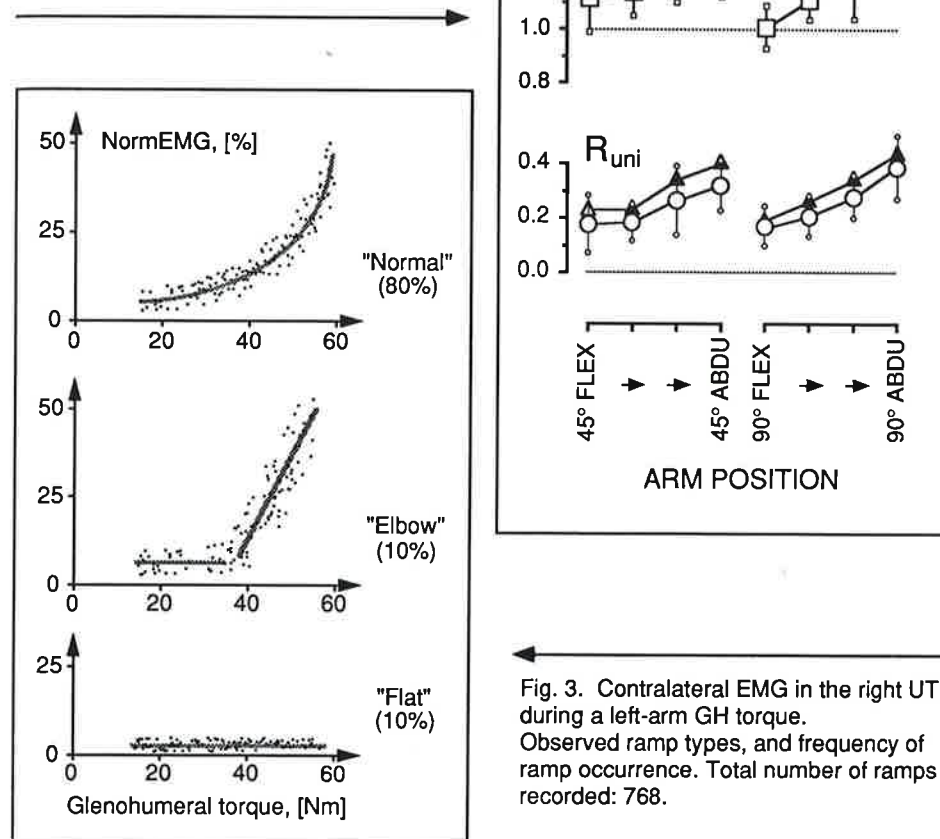 NormEMG, [%]
50
25
0
0 20 40 60
"Normal"
(80%)
50
25
0
0 20 40 60
"Elbow"
(10%)
25
0
0 20 40 60
"Flat"
(10%)
Glenohumeral torque, [Nm]
1.0
0.8
Runi
0.4
0.2
0.0
45° FLEX
45° ABDU
90° FLEX
90° ABDU
ARM POSITION
Fig. 3. Contralateral EMG in the right UT
during a left-arm GH torque.
Observed ramp types, and frequency of
ramp occurrence. Total number of ramps
recorded: 768.